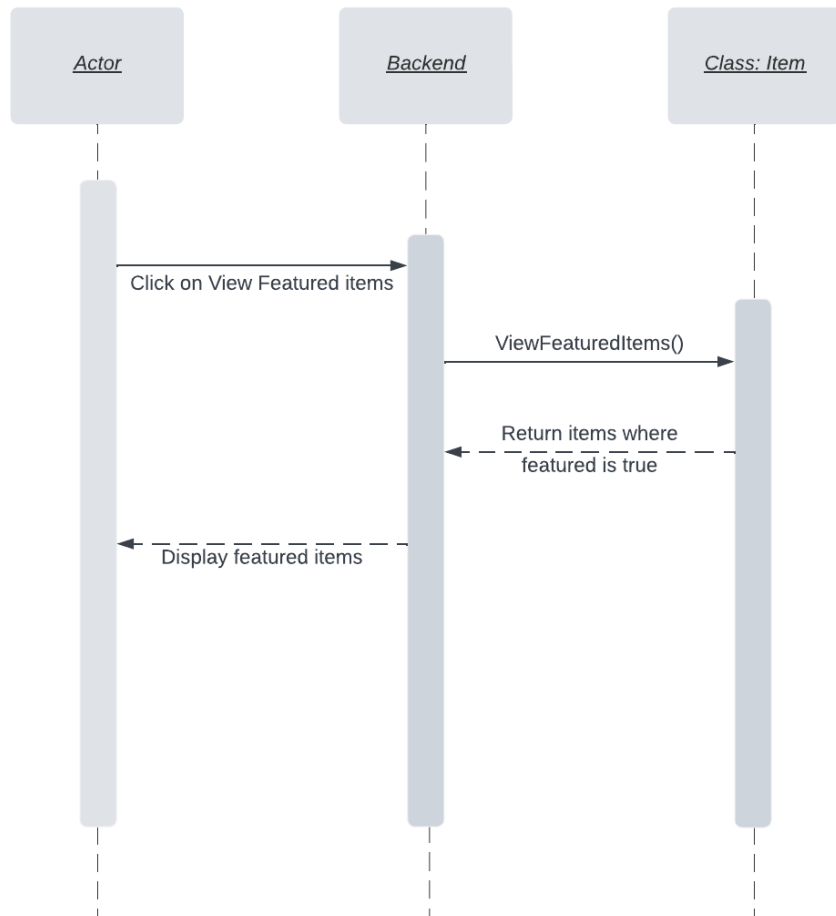 Actor
Backend
Class: Item
Click on View Featured items
ViewFeaturedItems()
Return items where
featured is true
Display featured items